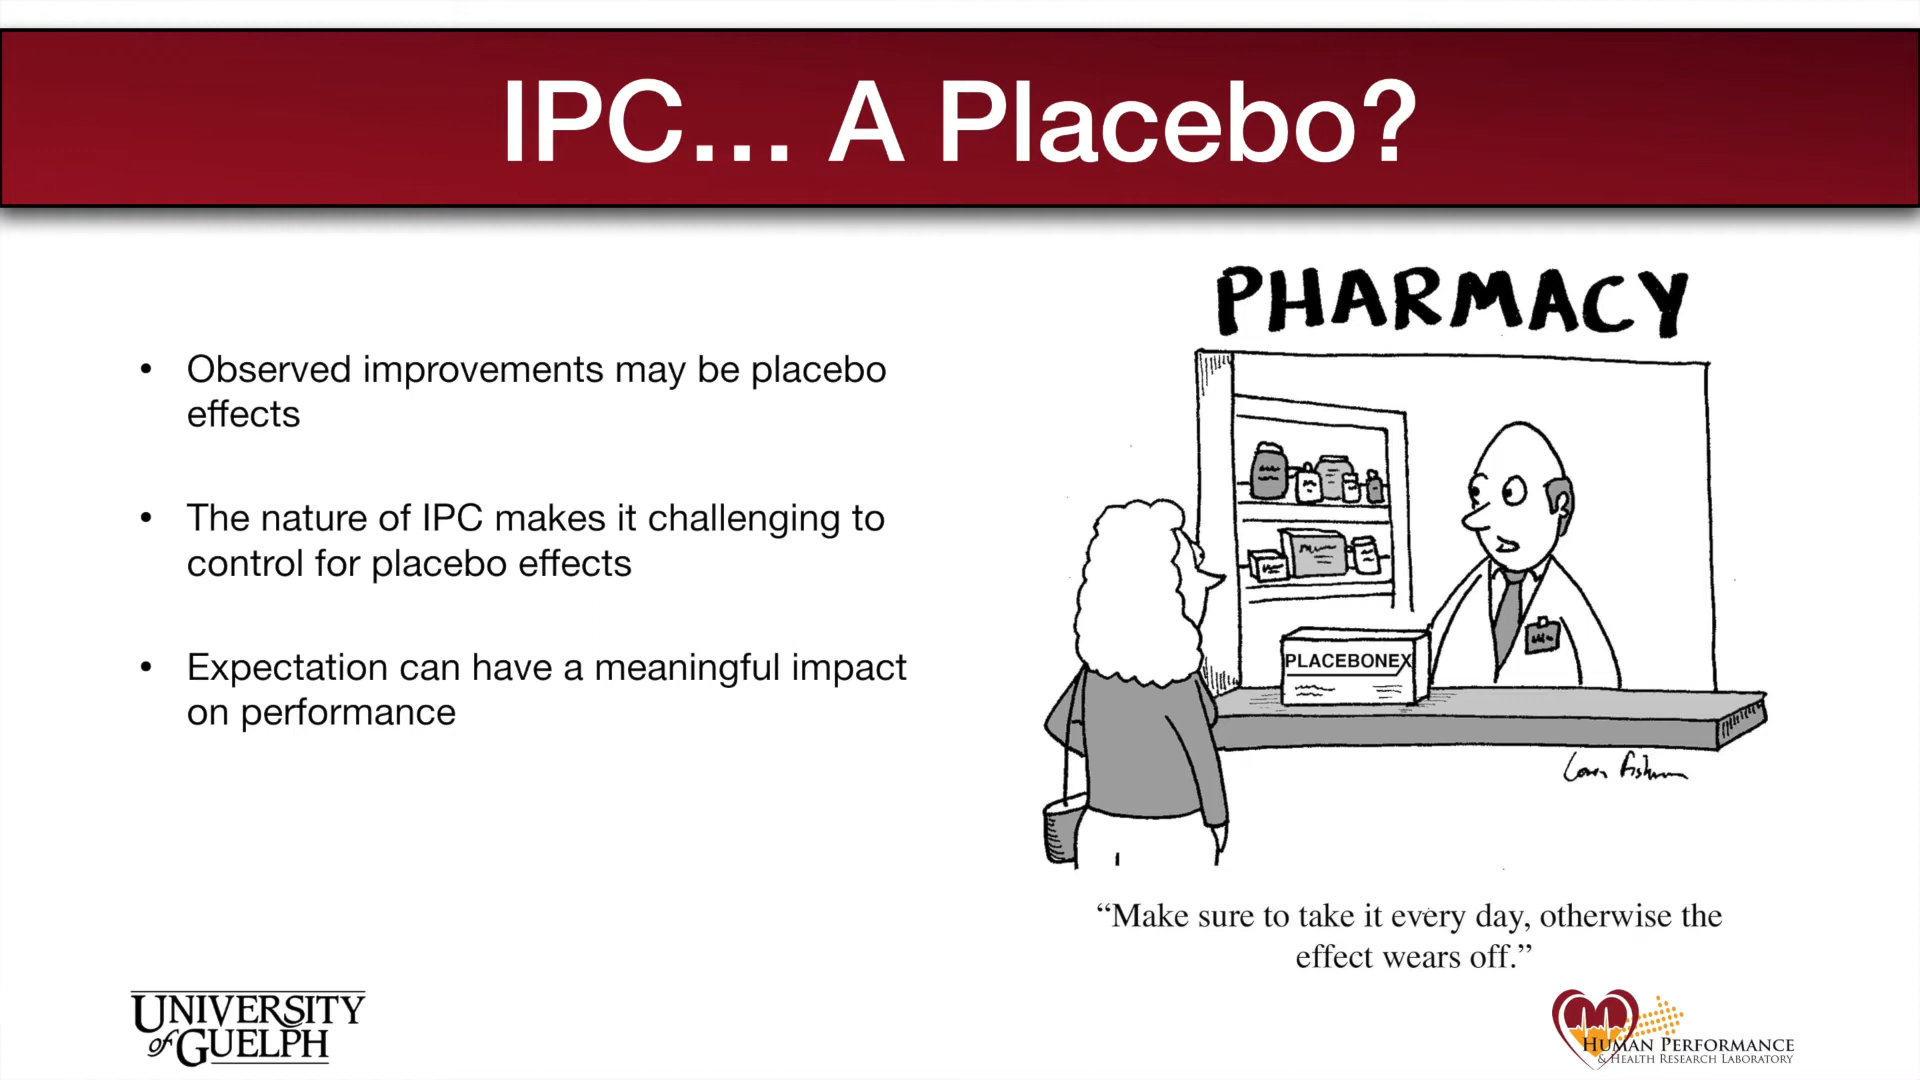 IPC... A Placebo?
• Observed improvements may be placebo
effects
• The nature of IPC makes it challenging to
control for placebo effects
• Expectation can have a meaningful impact
on performance
PHARMACY
PLACEBONEX
“Make sure to take it every day, otherwise the
effect wears off.”
UNIVERSITY
of GUELPH
HUMAN PERFORMANCE
& HEALTH RESEARCH LABORATORY